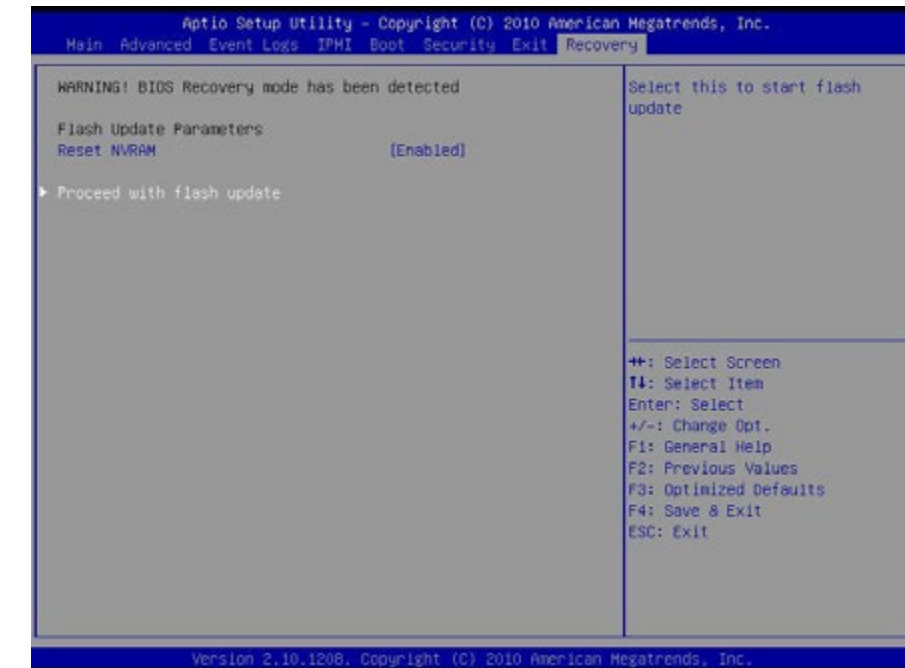 Aptio Setup Utility - Copyright (C) 2010 American Megatrends, Inc.
Main Advanced Event Logs IPMI Boot Security Exit Recovery
WARNING! BIOS Recovery mode has been detected
Flash Update Parameters
Reset NVRAM [Enabled]
▶ Proceed with flash update
Select this to start flash
update
→←: Select Screen
↑↓: Select Item
Enter: Select
+/-: Change Opt.
F1: General Help
F2: Previous Values
F3: Optimized Defaults
F4: Save & Exit
ESC: Exit
Version 2.10.1208. Copyright (C) 2010 American Megatrends, Inc.